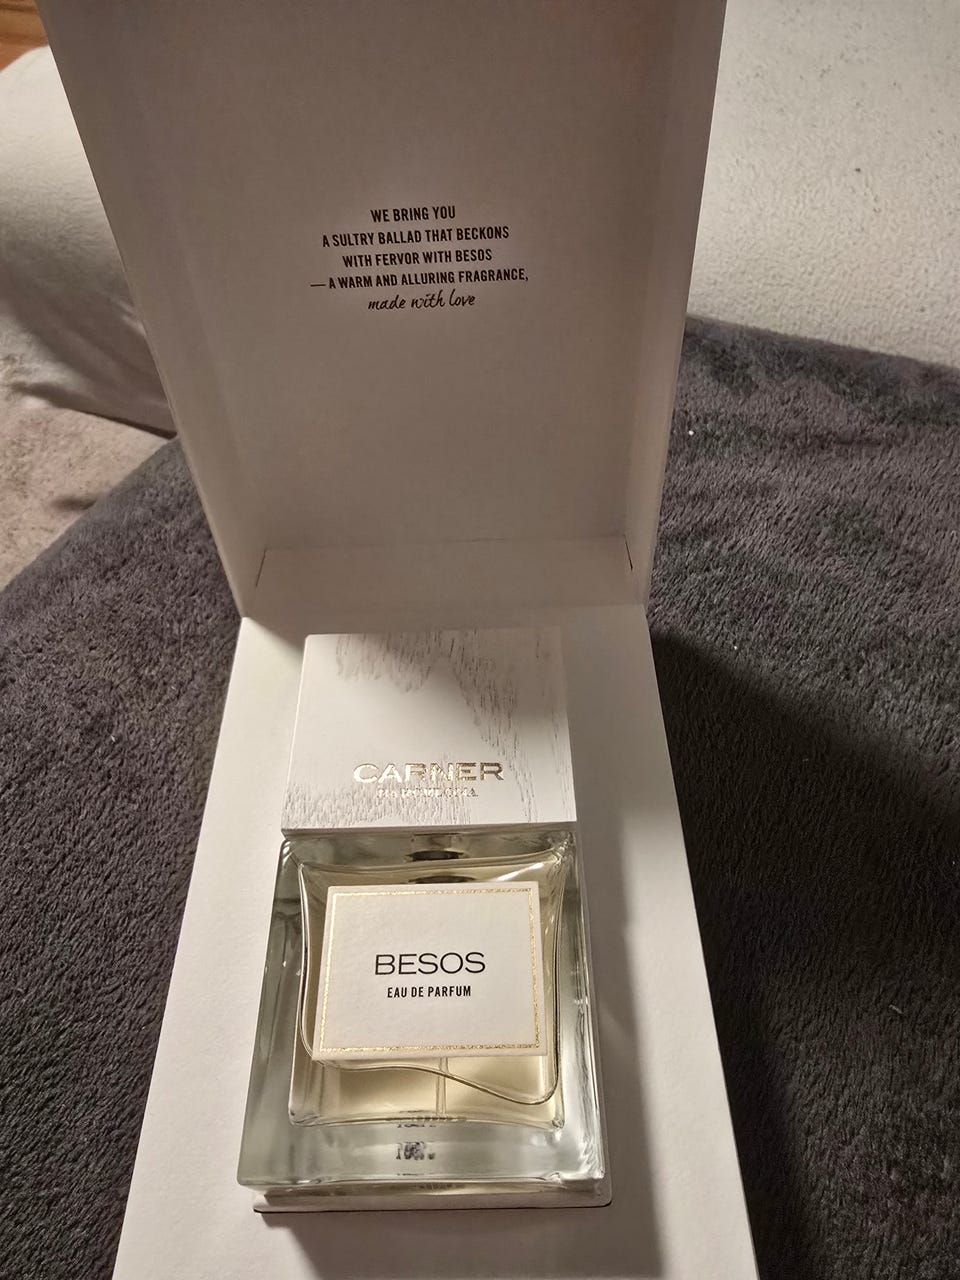 WE BRING YOU
A SULTRY BALLAD THAT BECKONS
WITH FERVOR WITH BESOS
— A WARM AND ALLURING FRAGRANCE,
made with love
CARNER
BARCELONA
BESOS
EAU DE PARFUM